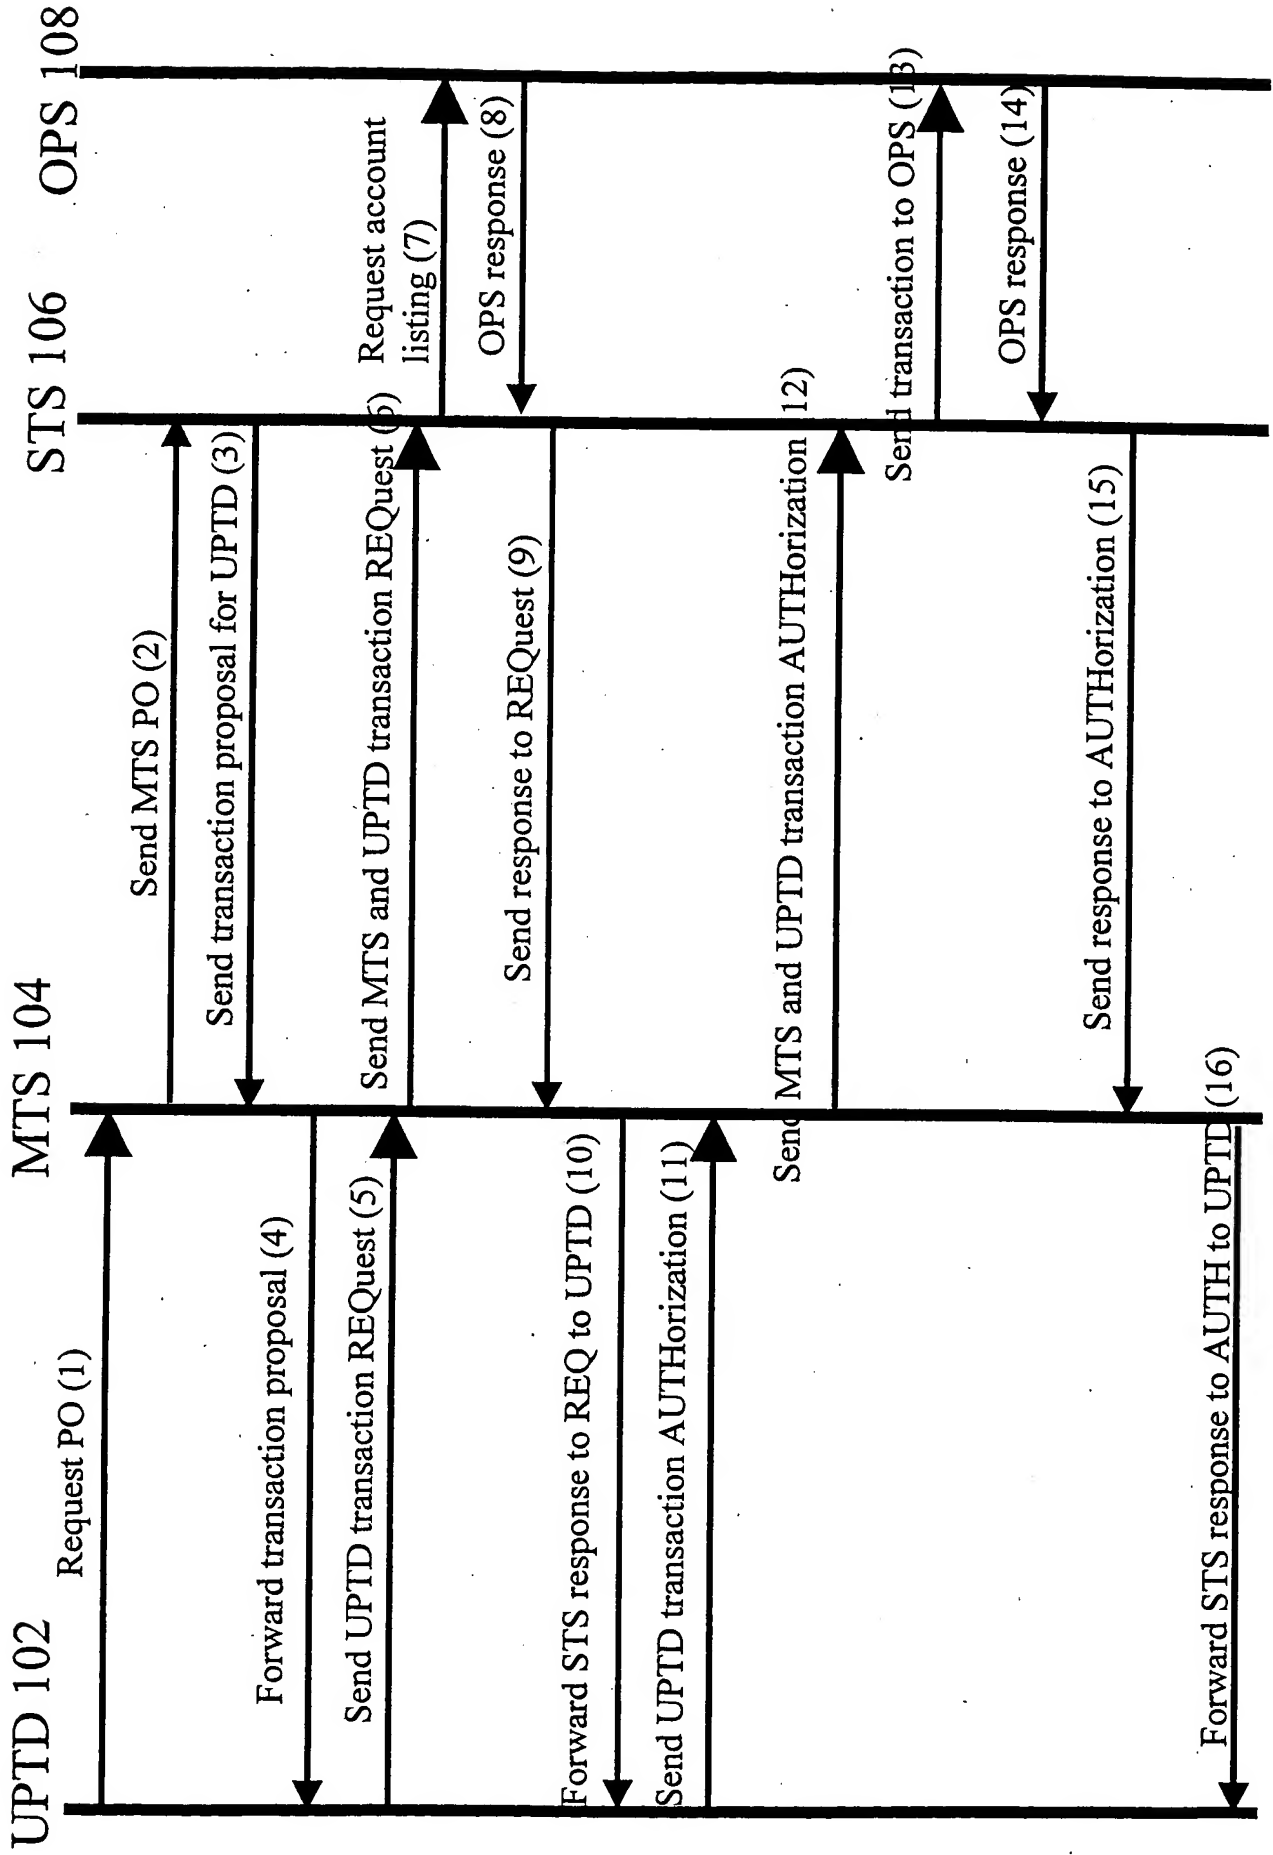 UPTD 102
MTS 104
STS 106
OPS 108
Request PO (1)
Send MTS PO (2)
Send transaction proposal for UPTD (3)
Forward transaction proposal (4)
Send UPTD transaction REQuest (5)
Send MTS and UPTD transaction REQuest (6)
Request account
listing (7)
OPS response (8)
Send response to REQuest (9)
Forward STS response to REQ to UPTD (10)
Send UPTD transaction AUTHorization (11)
Send MTS and UPTD transaction AUTHorization (12)
Send transaction to OPS (13)
OPS response (14)
Send response to AUTHorization (15)
Forward STS response to AUTH to UPTD (16)